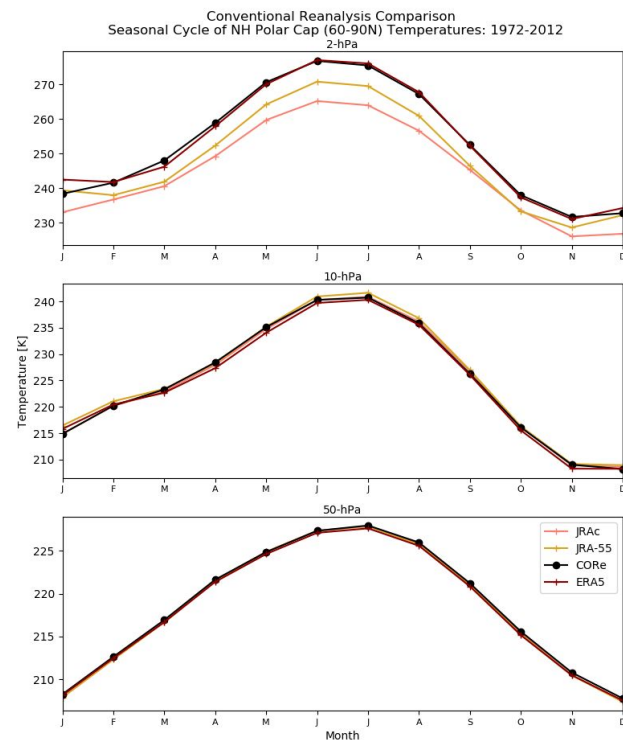 Conventional Reanalysis Comparison
Seasonal Cycle of NH Polar Cap (60-90N) Temperatures: 1972-2012
2-hPa
270
260
250
240
230
J F M A M J J A S O N D
10-hPa
240
235
230
225
220
215
210
Temperature [K]
J F M A M J J A S O N D
50-hPa
225
220
215
210
JRAc
JRA-55
CORe
ERA5
J F M A M J J A S O N D
Month